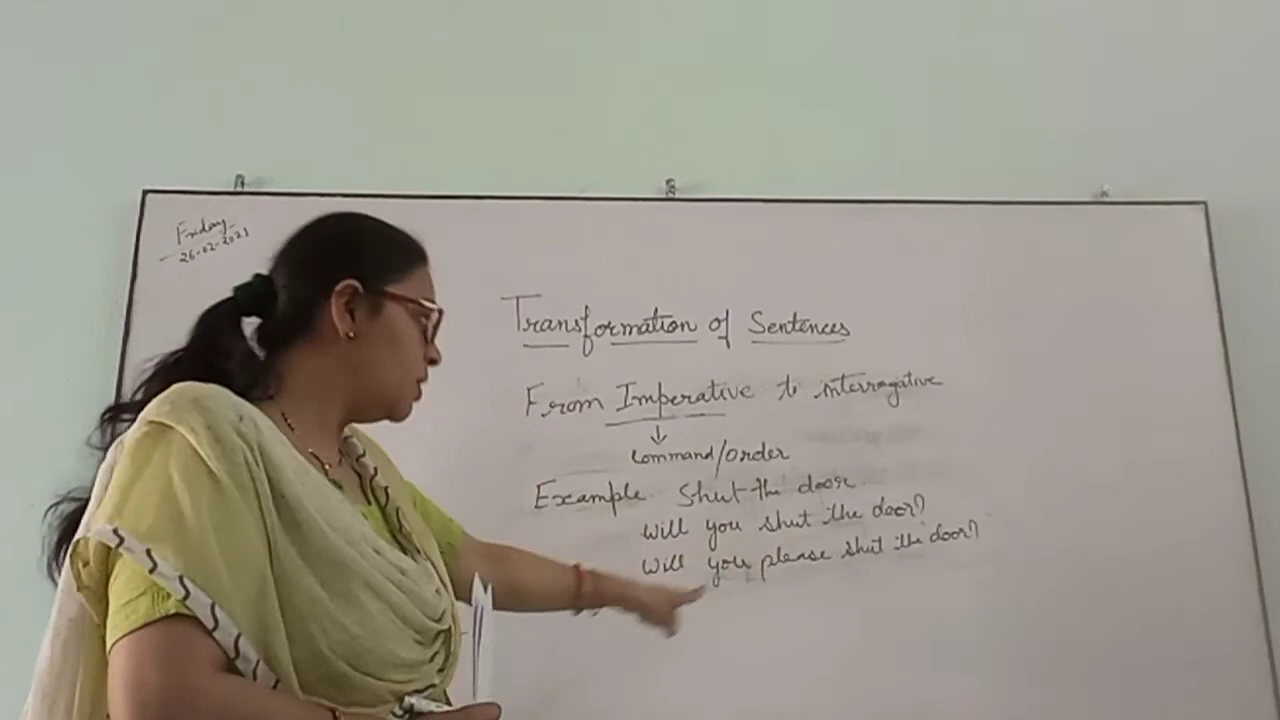 Friday
26-02-2021
Transformation of Sentences
From Imperative to interrogative
↓
Command/Order
Example Shut the door
Will you shut the door?
Will you please shut the door?